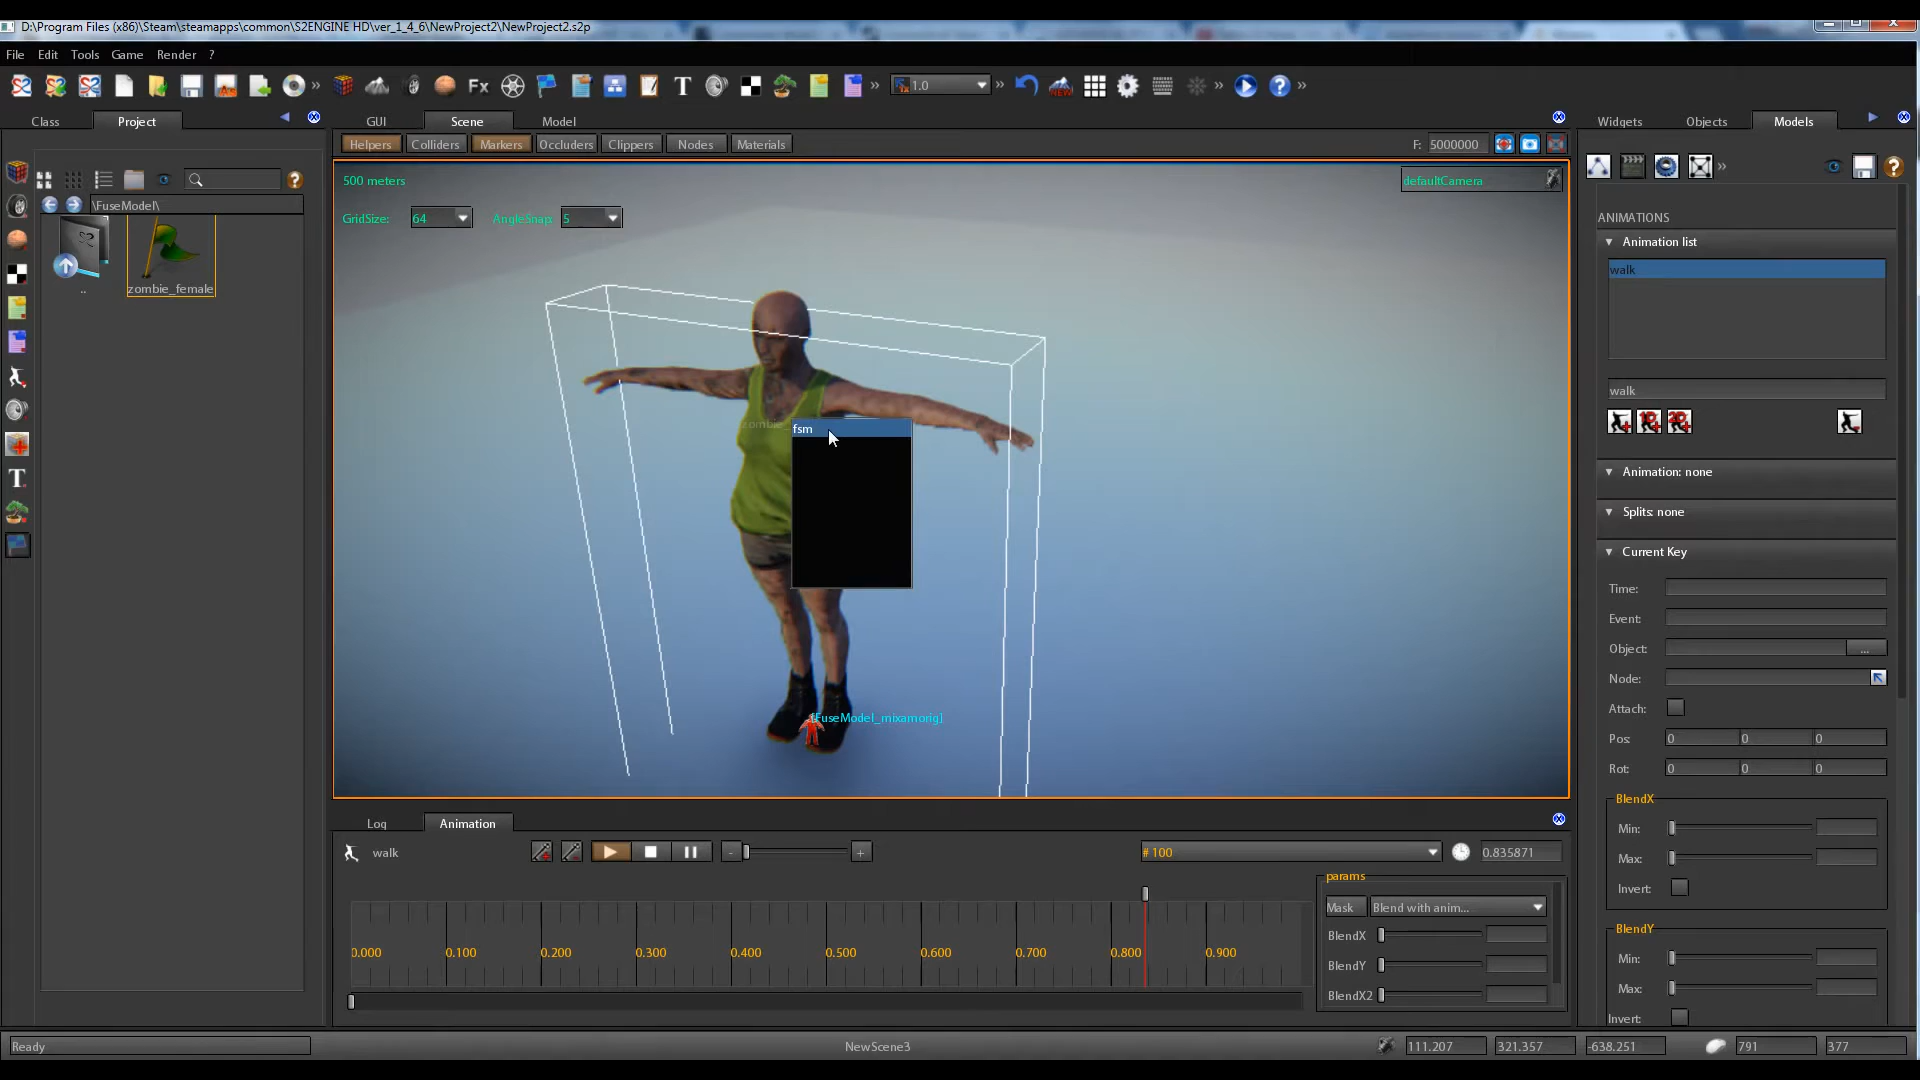 D:\Program Files (x86)\Steam\steamapps\common\S2ENGINE HD\ver_1_4_6\NewProject2\NewProject2.s2p
File Edit Tools Game Render ?
Fx T 1.0
Class Project
GUI Scene Model
Widgets Objects Models
Helpers Colliders Markers Occluders Clippers Nodes Materials
F: 5000000
500 meters
defaultCamera
\FuseModel\
GridSize: 64 AngleSnap: 5
ANIMATIONS
Animation list
walk
..
zombie_female
walk
zombie_
fsm
Animation: none
Splits: none
Current Key
Time:
Event:
Object: ...
Node:
Attach:
[FuseModel_mixamorig]
Pos: 0 0 0
Rot: 0 0 0
BlendX
Min:
Max:
Invert:
BlendY
Min:
Max:
Invert:
Log Animation
walk
- +
# 100
0.835871
params
Mask Blend with anim...
BlendX
BlendY
BlendX2
0.000 0.100 0.200 0.300 0.400 0.500 0.600 0.700 0.800 0.900
Ready
NewScene3
111.207 321.357 -638.251 791 377